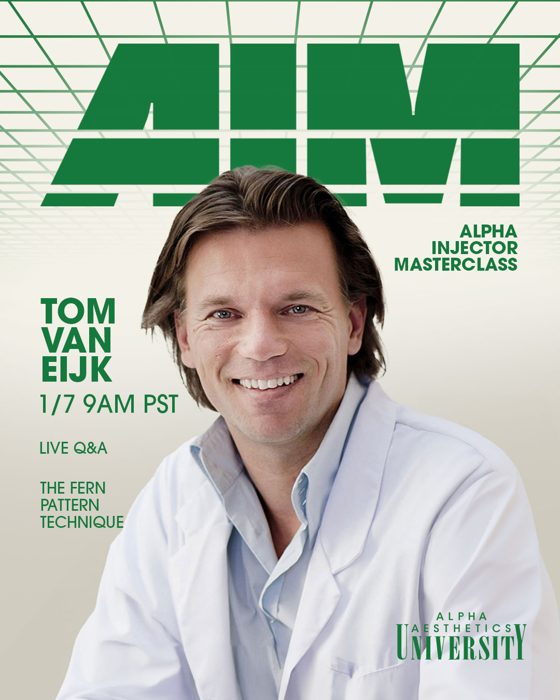 AIM
ALPHA
INJECTOR
MASTERCLASS
TOM
VAN
EIJK
1/7 9AM PST
LIVE Q&A
THE FERN
PATTERN
TECHNIQUE
ALPHA
AESTHETICS
UNIVERSITY